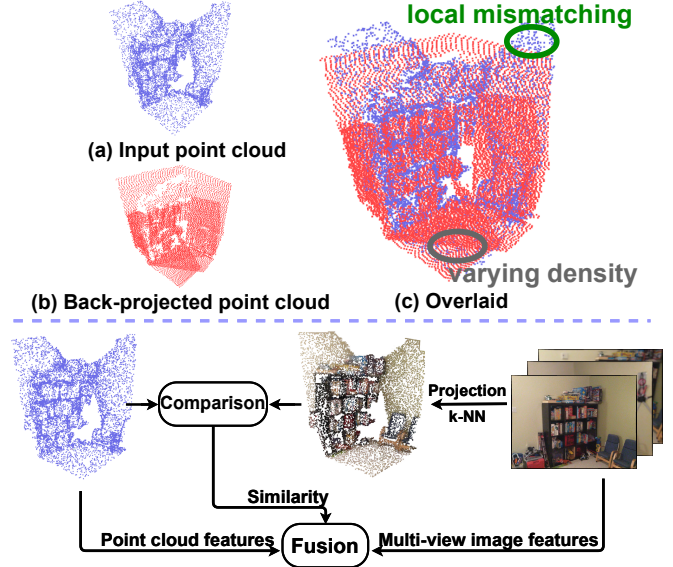 local mismatching
(a) Input point cloud
varying density
(b) Back-projected point cloud
(c) Overlaid
Comparison
Projection
k-NN
Similarity
Point cloud features
Fusion
Multi-view image features